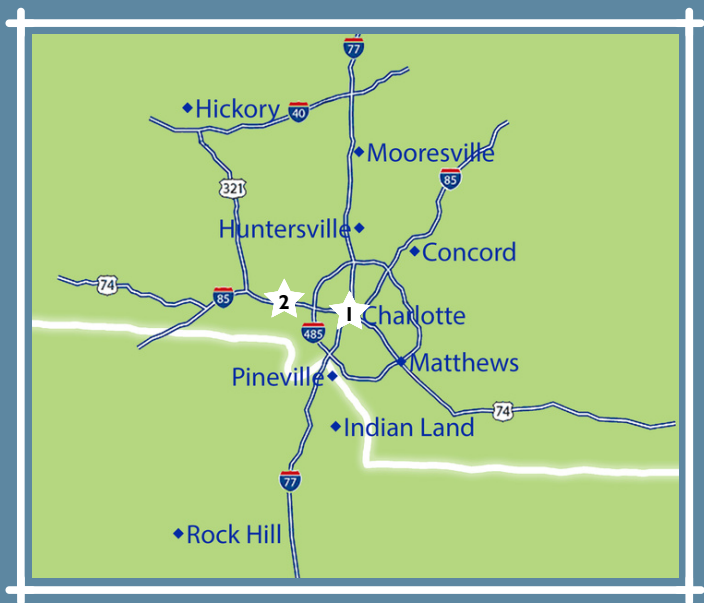 77
Hickory
40
Mooresville
85
321
Huntersville
Concord
74
85
2
1
Charlotte
485
Matthews
Pineville
74
Indian Land
77
Rock Hill